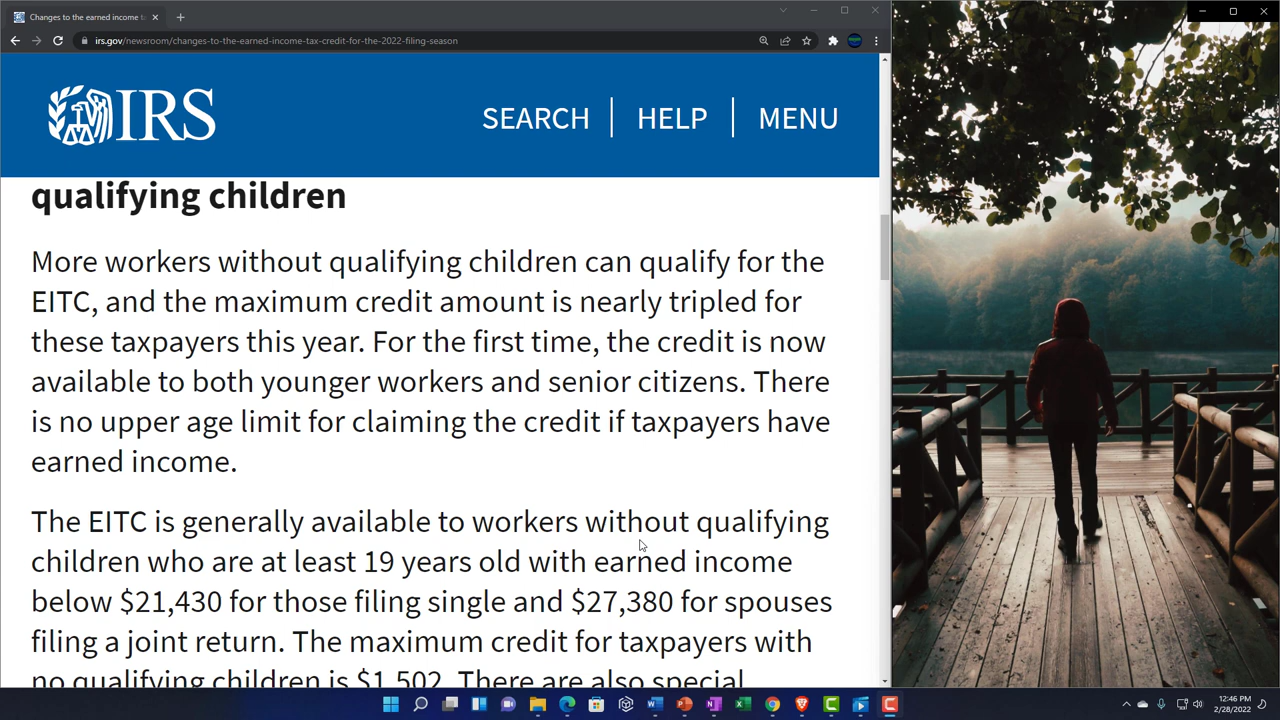 Changes to the earned income ta
irs.gov/newsroom/changes-to-the-earned-income-tax-credit-for-the-2022-filing-season
IRS
SEARCH | HELP | MENU
qualifying children
More workers without qualifying children can qualify for the
EITC, and the maximum credit amount is nearly tripled for
these taxpayers this year. For the first time, the credit is now
available to both younger workers and senior citizens. There
is no upper age limit for claiming the credit if taxpayers have
earned income.
The EITC is generally available to workers without qualifying
children who are at least 19 years old with earned income
below $21,430 for those filing single and $27,380 for spouses
filing a joint return. The maximum credit for taxpayers with
no qualifying children is $1,502. There are also special
12:46 PM
2/28/2022